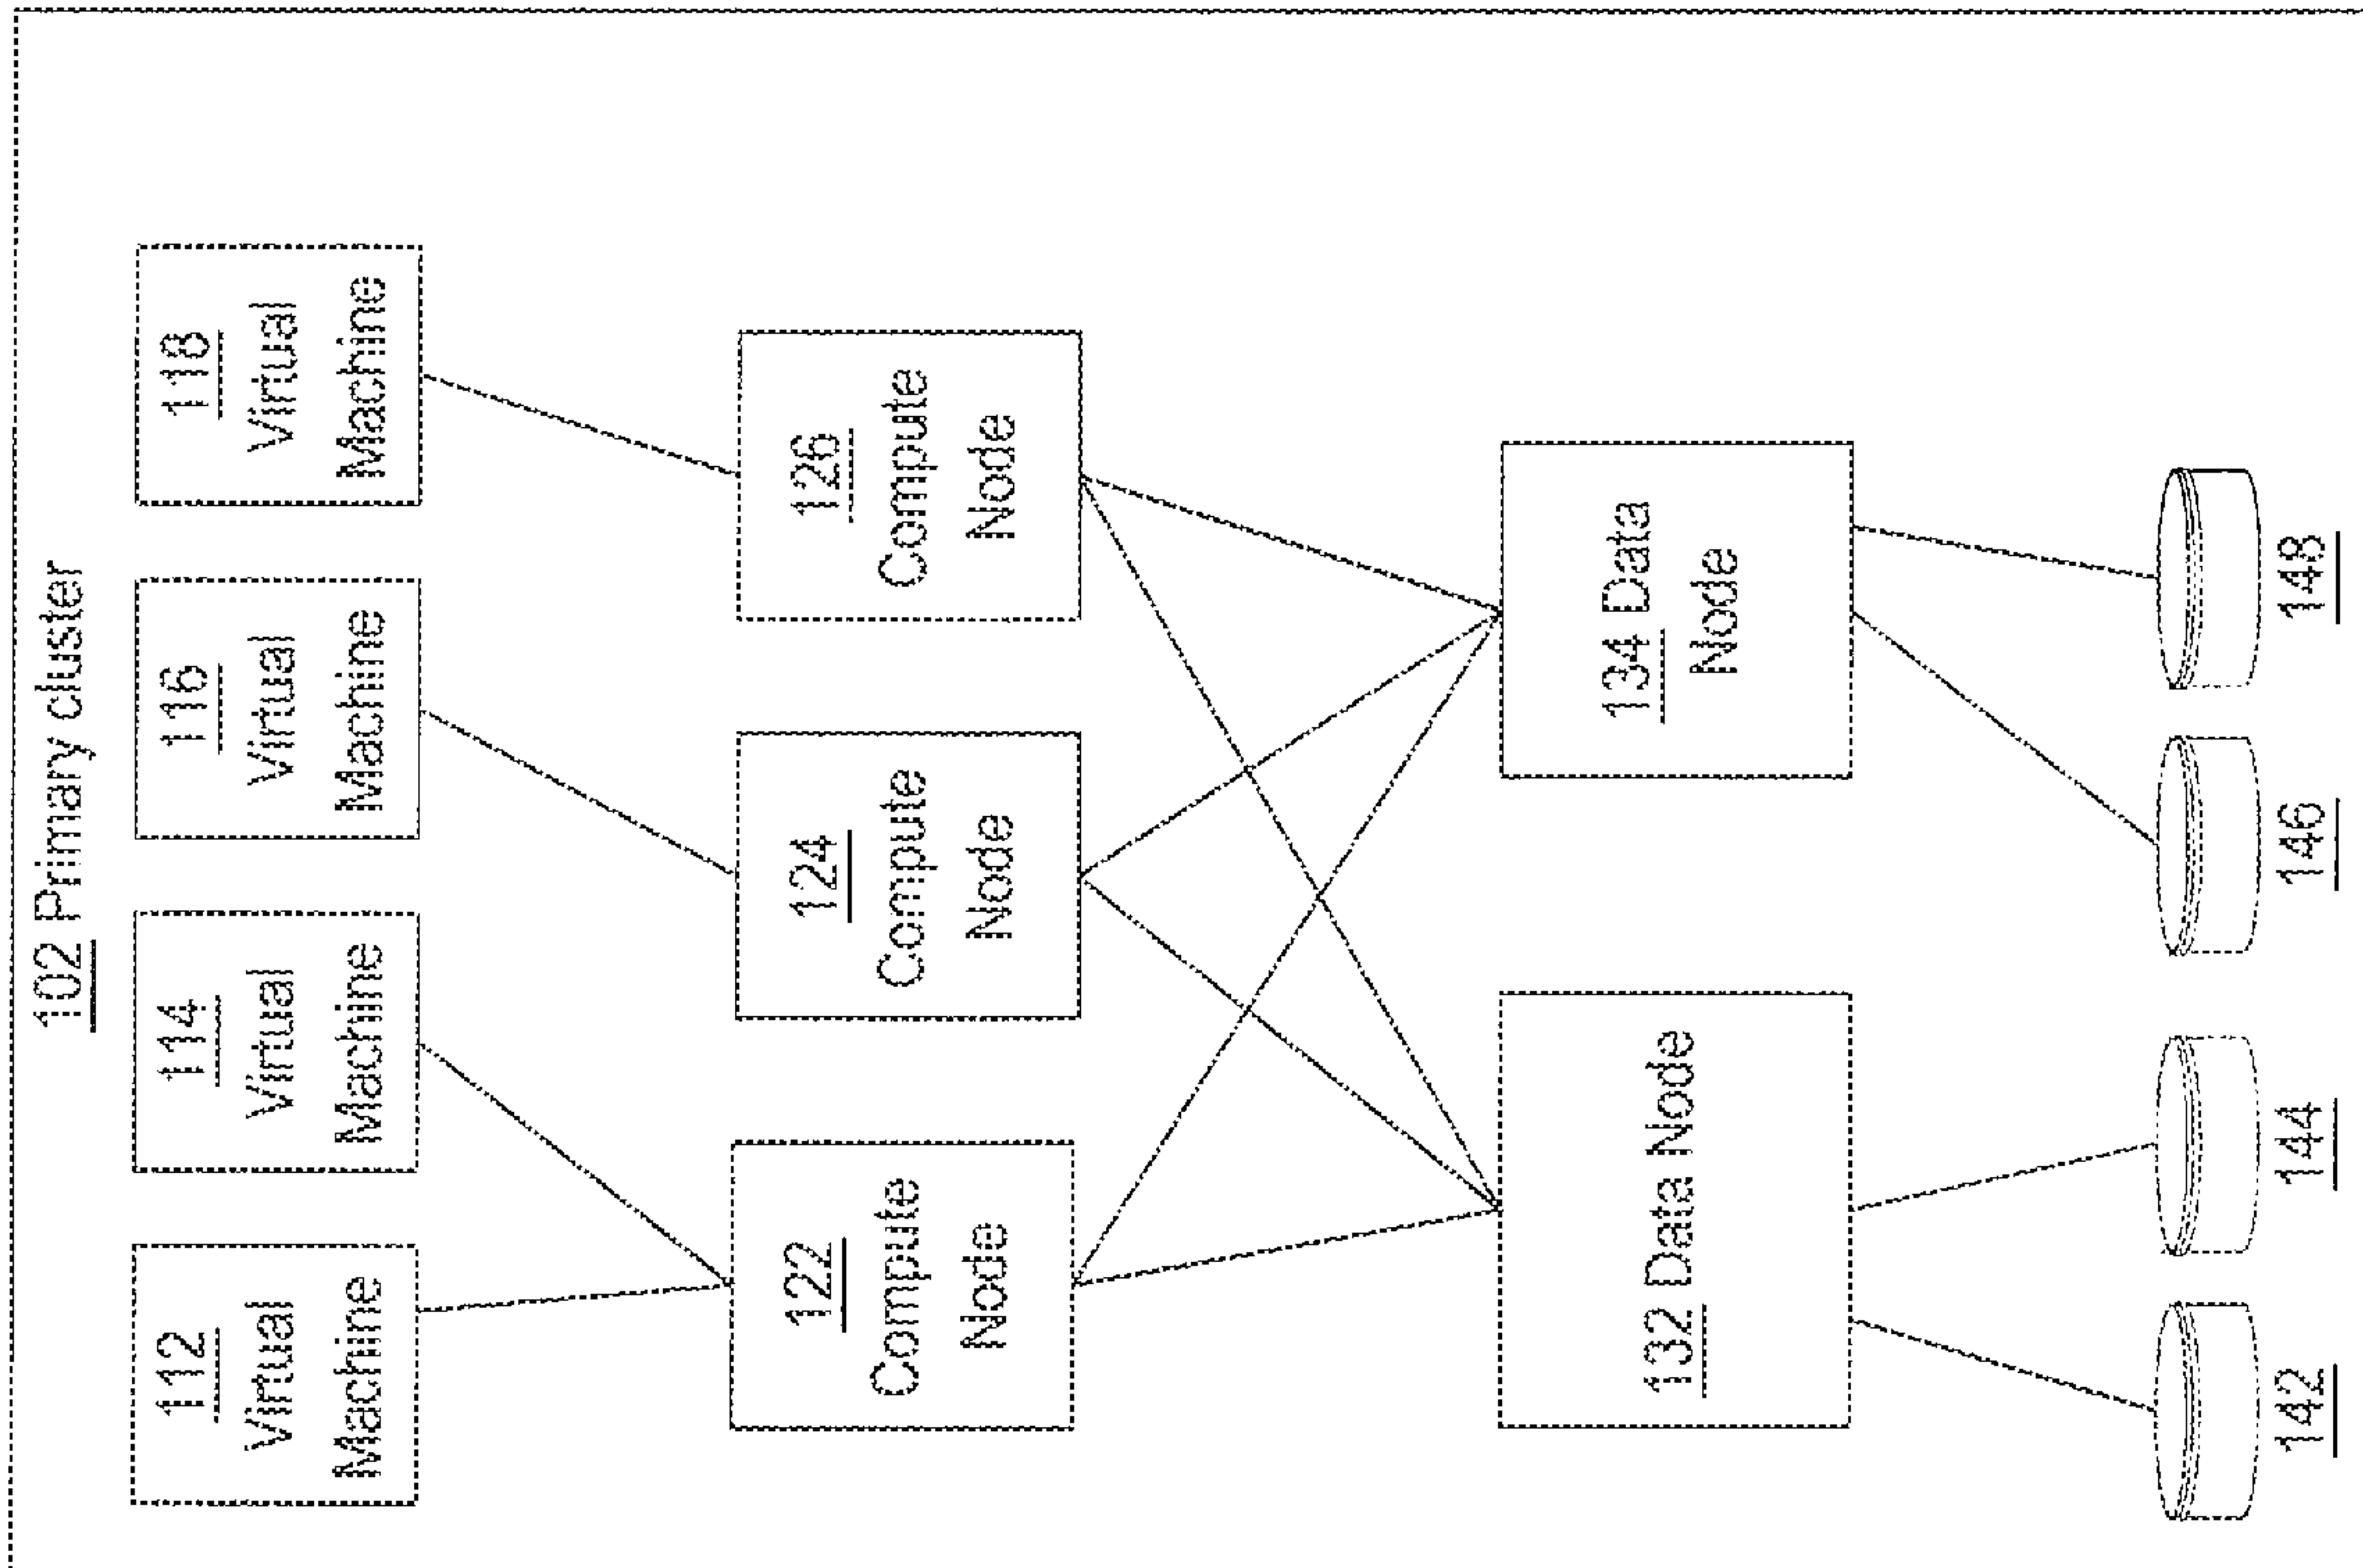 102 Primary cluster
112
Virtual
Machine
114
Virtual
Machine
116
Virtual
Machine
118
Virtual
Machine
122
Compute
Node
124
Compute
Node
126
Compute
Node
132 Data Node
134 Data
Node
142
144
146
148